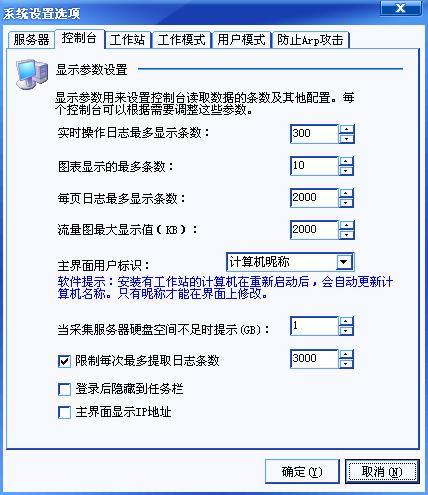 系统设置选项
服务器 控制台 工作站 工作模式 用户模式 防止Arp攻击
显示参数设置
显示参数用来设置控制台读取数据的条数及其他配置。每
个控制台可以根据需要调整这些参数。
实时操作日志最多显示条数： 300
图表显示的最多条数： 10
每页日志最多显示条数： 2000
流量图最大显示值(KB)： 2000
主界面用户标识： 计算机昵称
软件提示：安装有工作站的计算机在重新启动后，会自动更新计
算机名称。只有昵称才能在界面上修改。
当采集服务器硬盘空间不足时提示(GB): 1
限制每次最多提取日志条数 3000
登录后隐藏到任务栏
主界面显示IP地址
确定(Y) 取消(N)